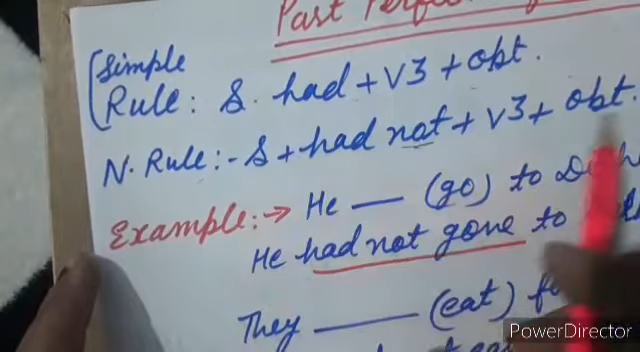 Past Perfe
(Simple
Rule: S. had + V3 + obt.
N. Rule:- S + had not + V3 + obt.
Example:→ He — (go) to
He had not gone to
They — (eat)
PowerDirector